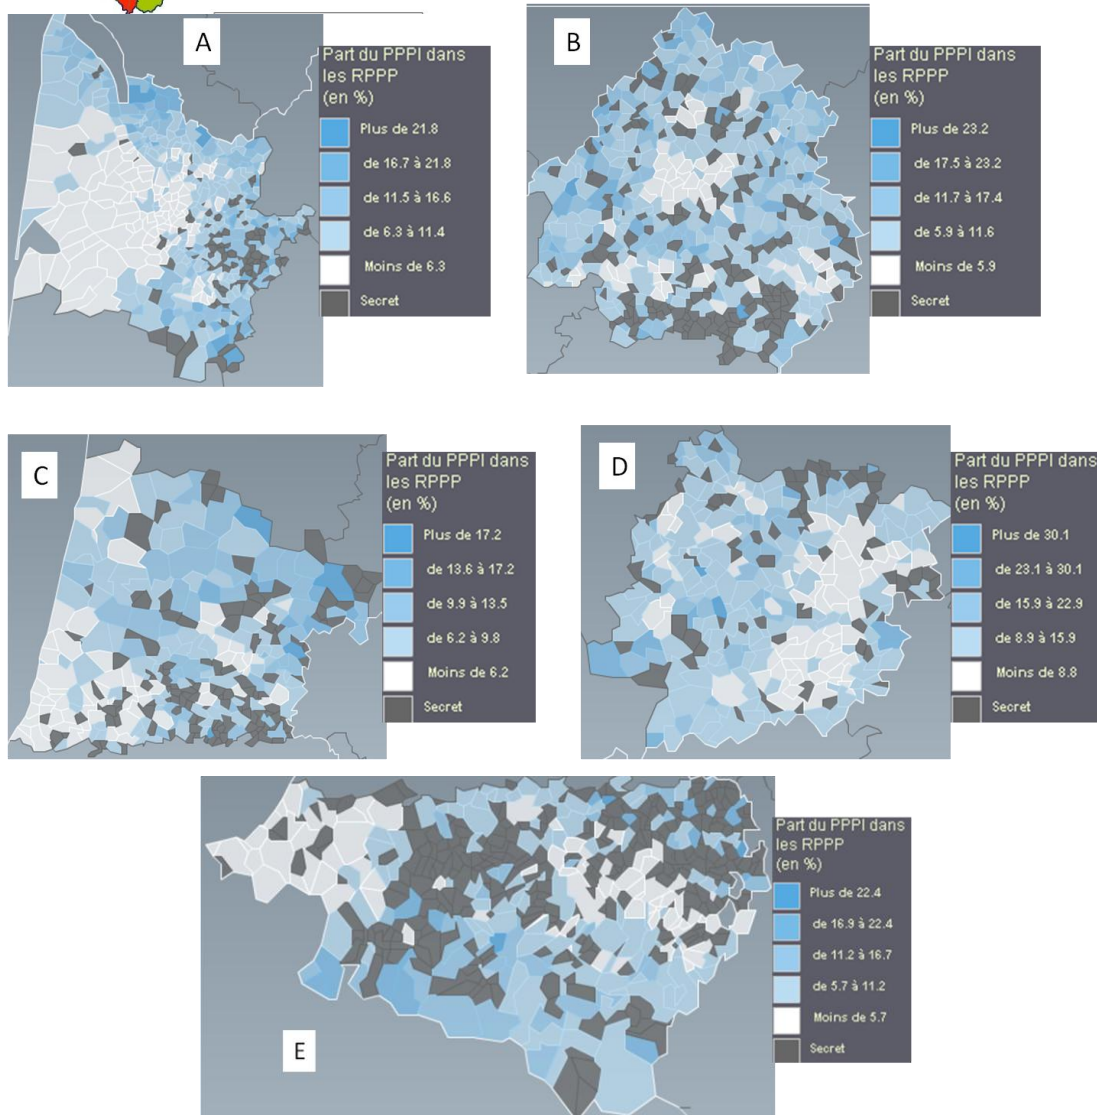 A
Part du PPPI dans
les RPPP
(en %)
Plus de 21.8
de 16.7 à 21.8
de 11.5 à 16.6
de 6.3 à 11.4
Moins de 6.3
Secret
B
Part du PPPI dans
les RPPP
(en %)
Plus de 23.2
de 17.5 à 23.2
de 11.7 à 17.4
de 5.9 à 11.6
Moins de 5.9
Secret
C
Part du PPPI dans
les RPPP
(en %)
Plus de 17.2
de 13.6 à 17.2
de 9.9 à 13.5
de 6.2 à 9.8
Moins de 6.2
Secret
D
Part du PPPI dans
les RPPP
(en %)
Plus de 30.1
de 23.1 à 30.1
de 15.9 à 22.9
de 8.9 à 15.9
Moins de 8.8
Secret
E
Part du PPPI dans
les RPPP
(en %)
Plus de 22.4
de 16.9 à 22.4
de 11.2 à 16.7
de 5.7 à 11.2
Moins de 5.7
Secret